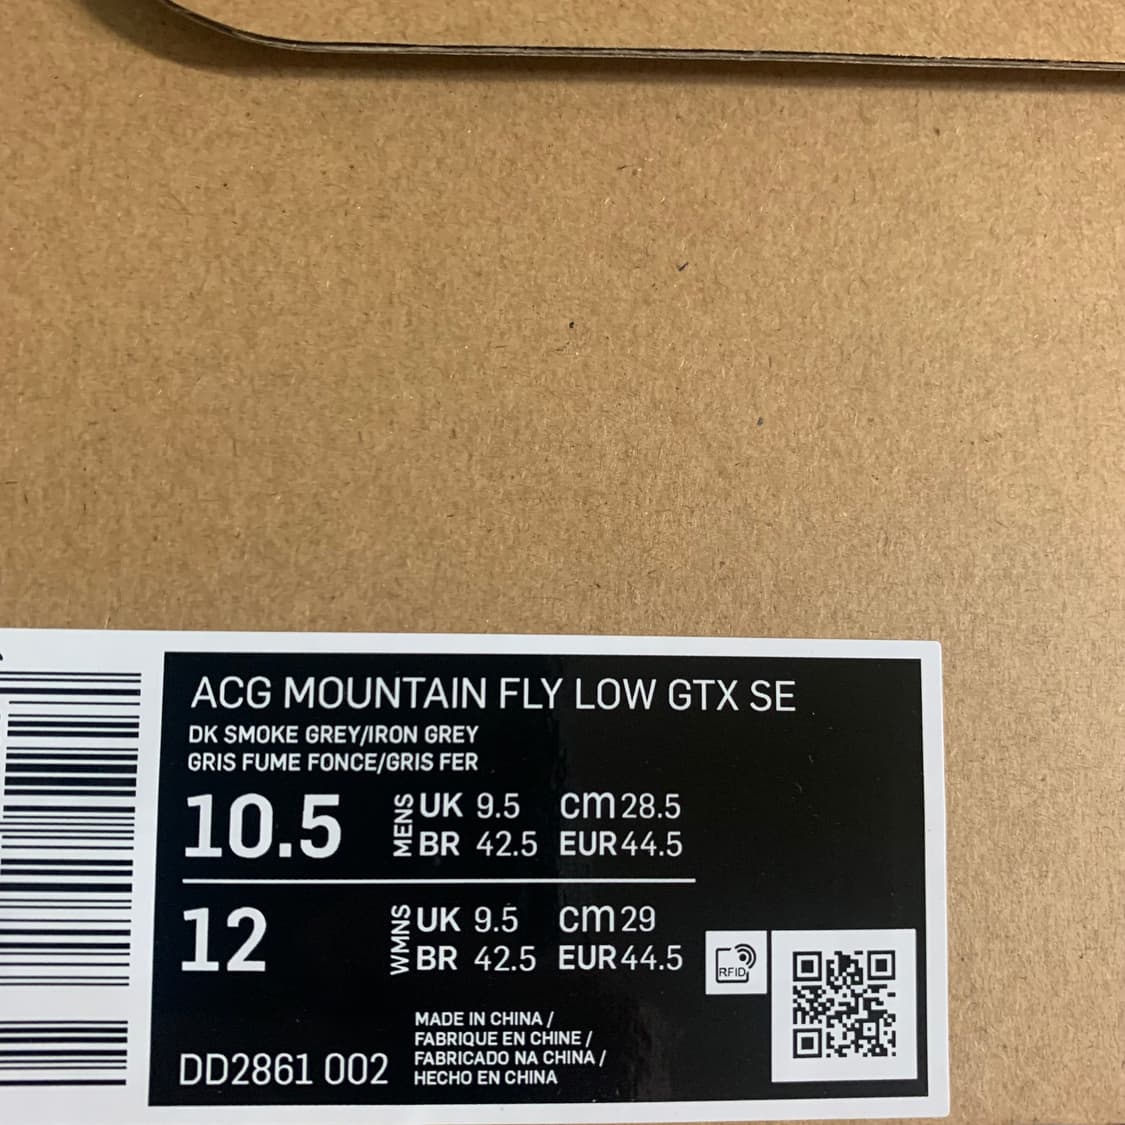 ACG MOUNTAIN FLY LOW GTX SE
DK SMOKE GREY/IRON GREY
GRIS FUME FONCE/GRIS FER
10.5 MENS UK 9.5 cm 28.5
BR 42.5 EUR 44.5
12 WMNS UK 9.5 cm 29
BR 42.5 EUR 44.5
RFID
MADE IN CHINA /
FABRIQUE EN CHINE /
FABRICADO NA CHINA /
HECHO EN CHINA
DD2861 002